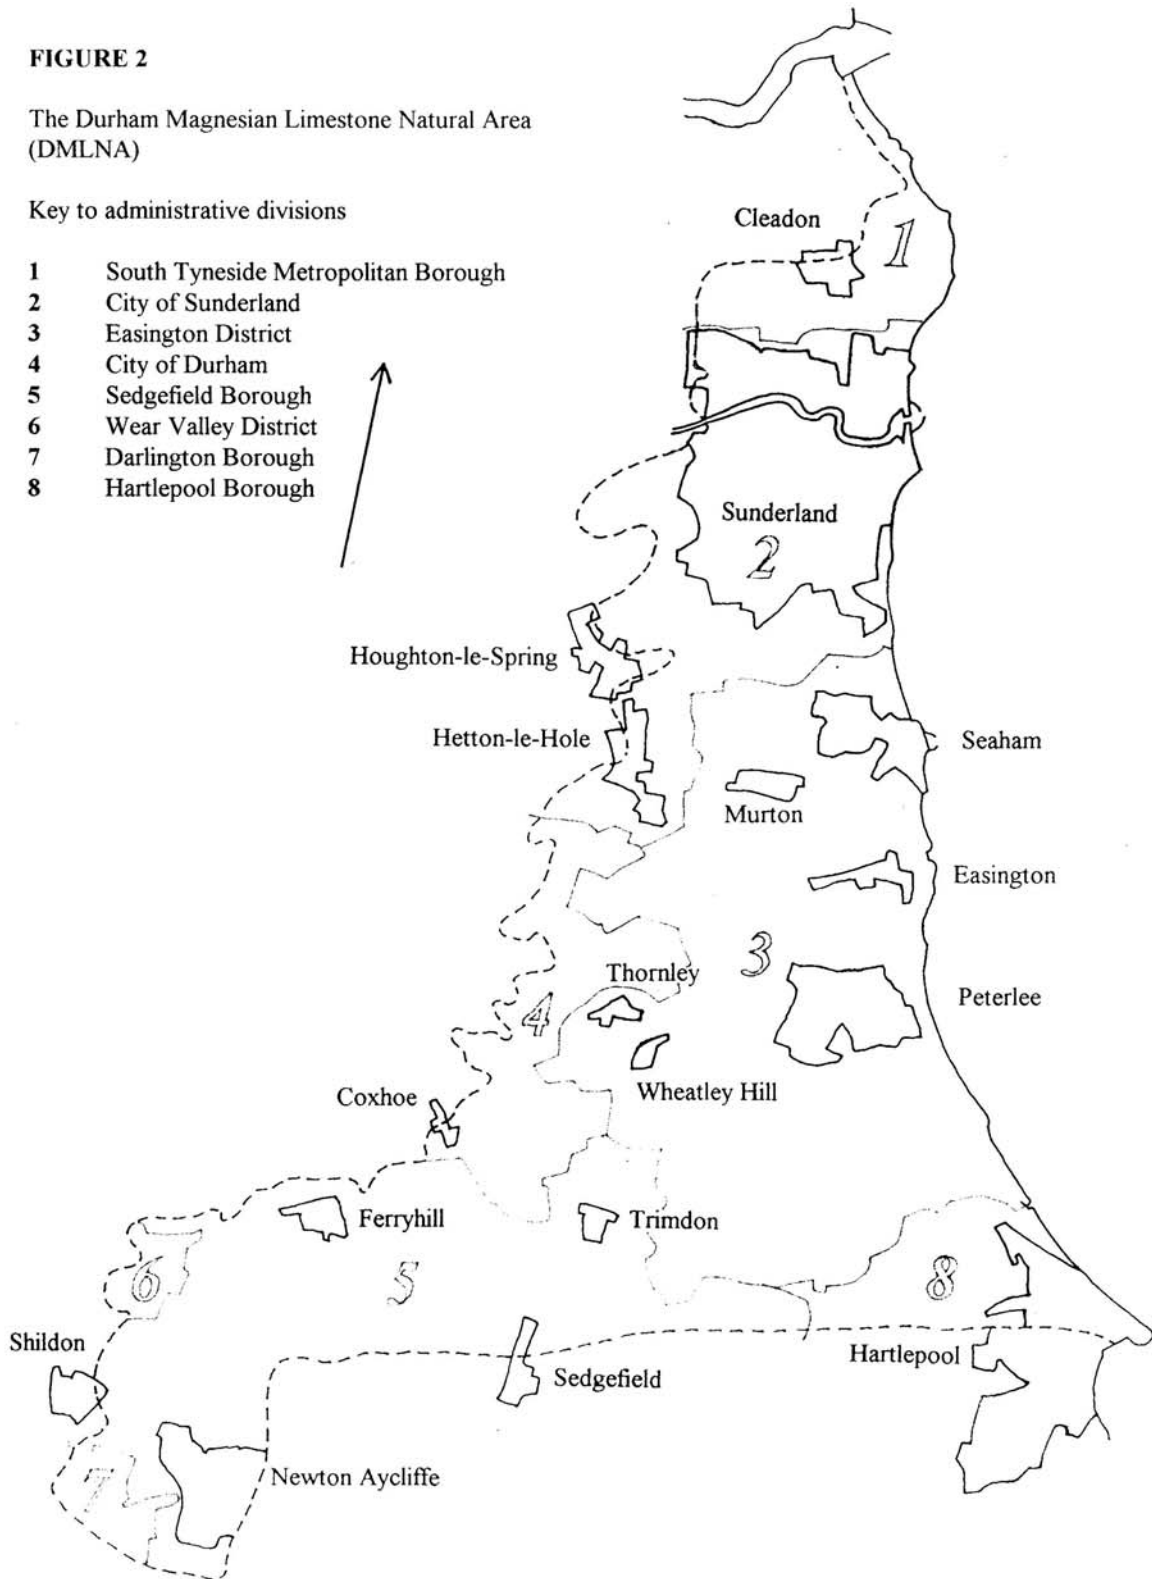 FIGURE 2
The Durham Magnesian Limestone Natural Area
(DMLNA)
Key to administrative divisions
1 South Tyneside Metropolitan Borough
2 City of Sunderland
3 Easington District
4 City of Durham
5 Sedgefield Borough
6 Wear Valley District
7 Darlington Borough
8 Hartlepool Borough
Cleadon
1
Sunderland
2
Houghton-le-Spring
Hetton-le-Hole
Seaham
Murton
Easington
3
Thornley
Peterlee
4
Wheatley Hill
Coxhoe
Ferryhill
Trimdon
6
5
8
Shildon
Hartlepool
Sedgefield
7
Newton Aycliffe